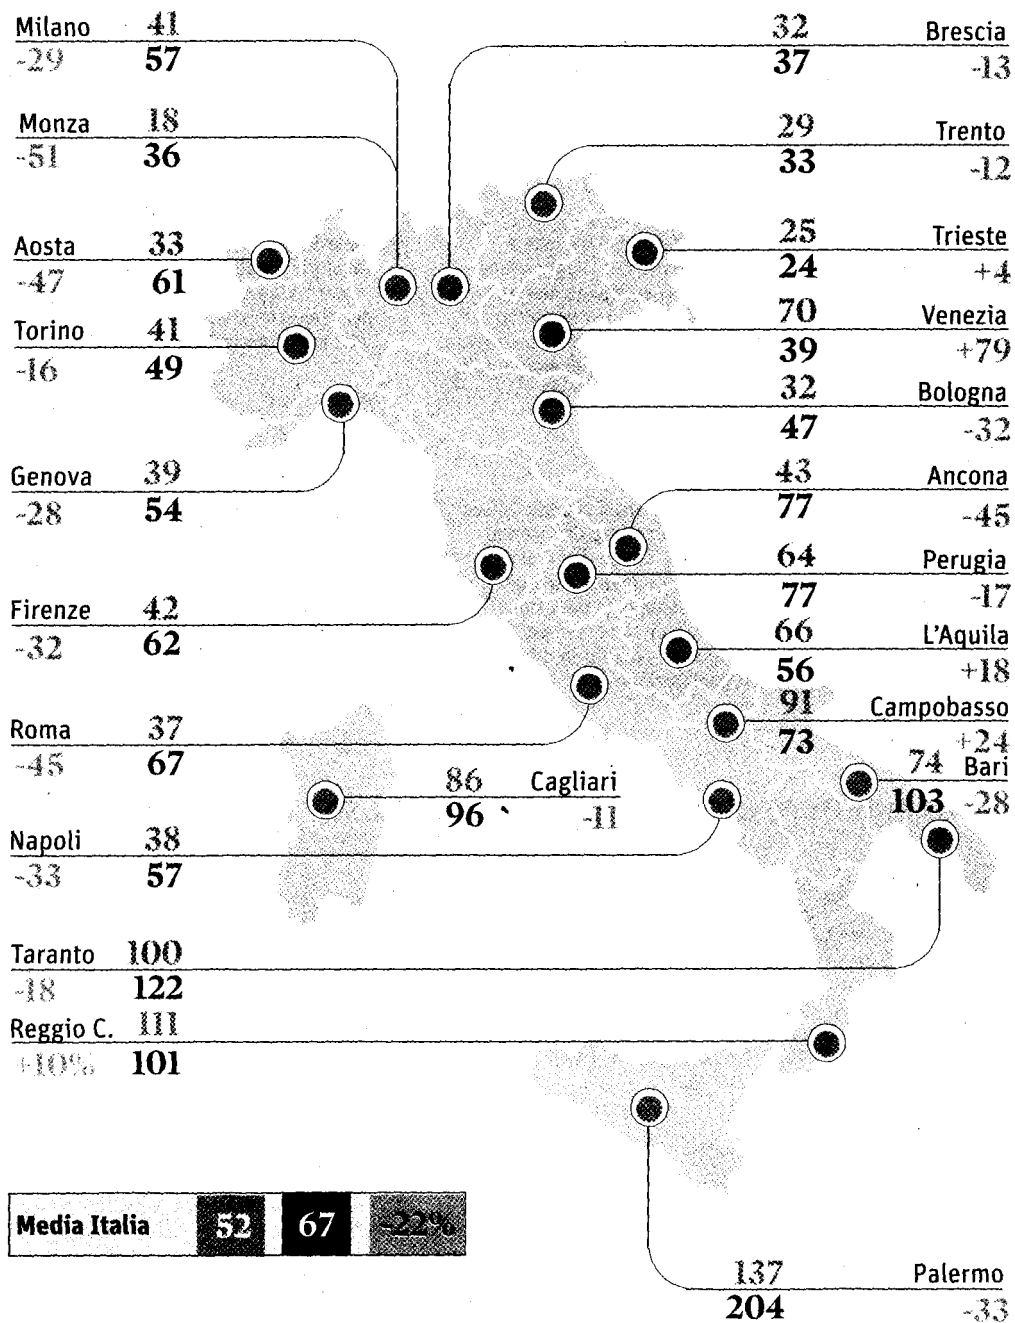 Milano 41
-29 57
Monza 18
-51 36
Aosta 33
-47 61
Torino 41
-16 49
Genova 39
-28 54
Firenze 42
-32 62
Roma 37
-45 67
Napoli 38
-33 57
Taranto 100
-18 122
Reggio C. 111
+10% 101
86 Cagliari
96 -11
32 Brescia
37 -13
29 Trento
33 -12
25 Trieste
24 +4
70 Venezia
39 +79
32 Bologna
47 -32
43 Ancona
77 -45
64 Perugia
77 -17
66 L'Aquila
56 +18
91 Campobasso
73 +24
74 Bari
103 -28
137 Palermo
204 -33
Media Italia 52 67 -22%